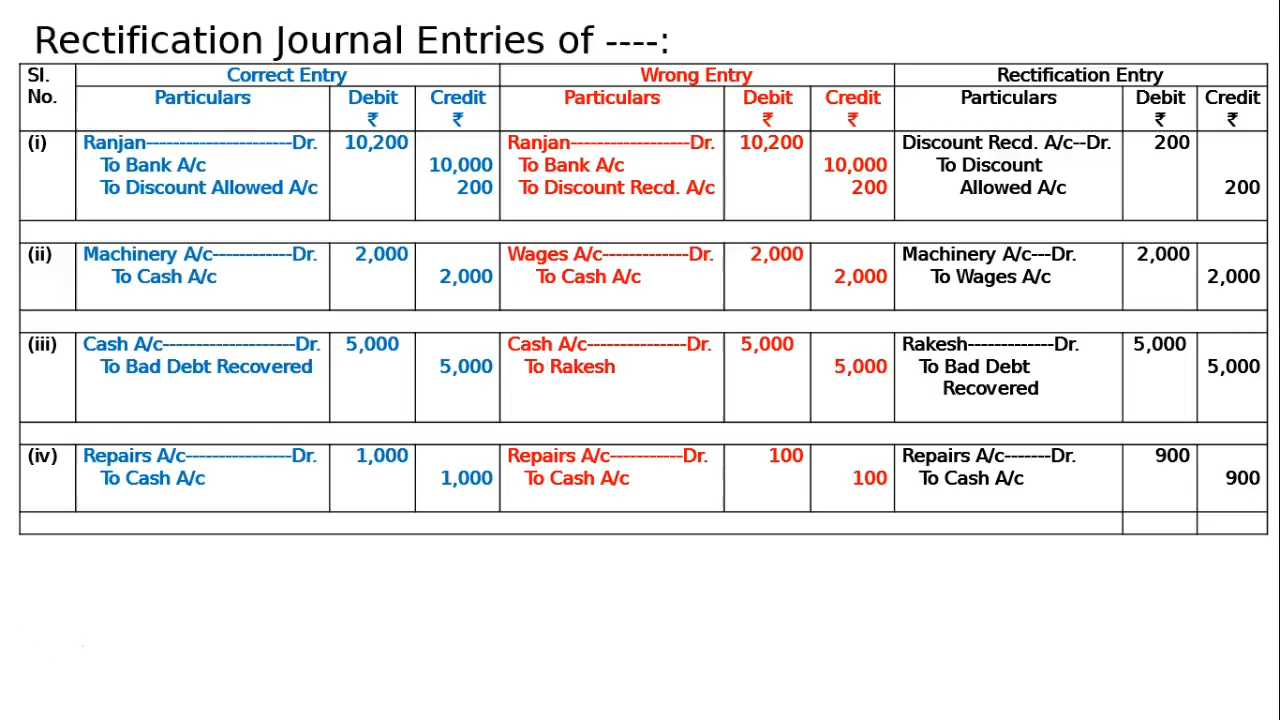 Rectification Journal Entries of ----:
Sl. No. Correct Entry Wrong Entry Rectification Entry
Particulars Debit ₹ Credit ₹ Particulars Debit ₹ Credit ₹ Particulars Debit ₹ Credit ₹
(i) Ranjan----------------------Dr. 10,200 Ranjan------------------Dr. 10,200 Discount Recd. A/c--Dr. 200
To Bank A/c 10,000 To Bank A/c 10,000 To Discount
To Discount Allowed A/c 200 To Discount Recd. A/c 200 Allowed A/c 200
(ii) Machinery A/c------------Dr. 2,000 Wages A/c-------------Dr. 2,000 Machinery A/c---Dr. 2,000
To Cash A/c 2,000 To Cash A/c 2,000 To Wages A/c 2,000
(iii) Cash A/c--------------------Dr. 5,000 Cash A/c---------------Dr. 5,000 Rakesh-------------Dr. 5,000
To Bad Debt Recovered 5,000 To Rakesh 5,000 To Bad Debt 5,000
Recovered
(iv) Repairs A/c----------------Dr. 1,000 Repairs A/c-----------Dr. 100 Repairs A/c-------Dr. 900
To Cash A/c 1,000 To Cash A/c 100 To Cash A/c 900